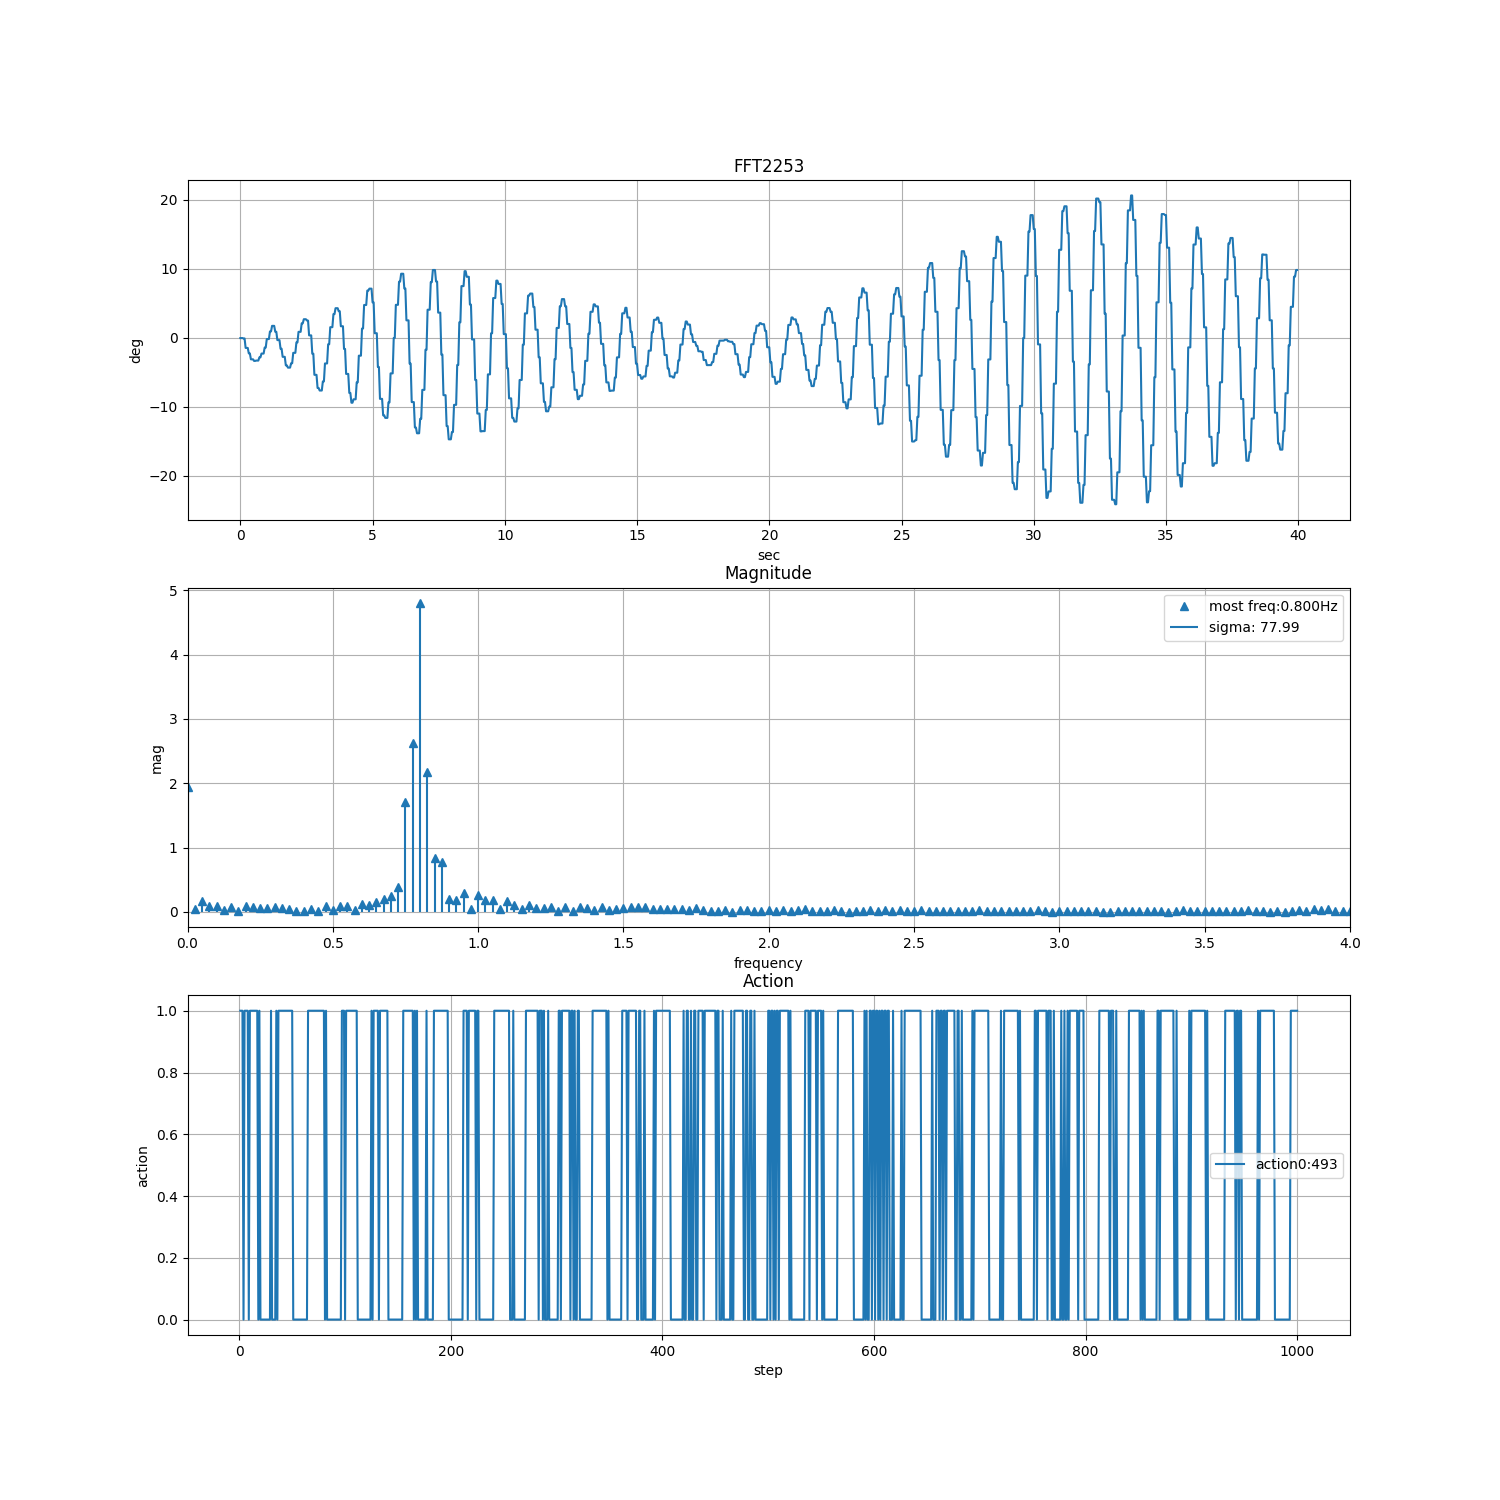 FFT2253
20
10
0
−10
−20
deg
0 5 10 15 20 25 30 35 40
sec
Magnitude
5
4
3
2
1
0
mag
most freq:0.800Hz
sigma: 77.99
0.0 0.5 1.0 1.5 2.0 2.5 3.0 3.5 4.0
frequency
Action
1.0
0.8
0.6
0.4
0.2
0.0
action
action0:493
0 200 400 600 800 1000
step